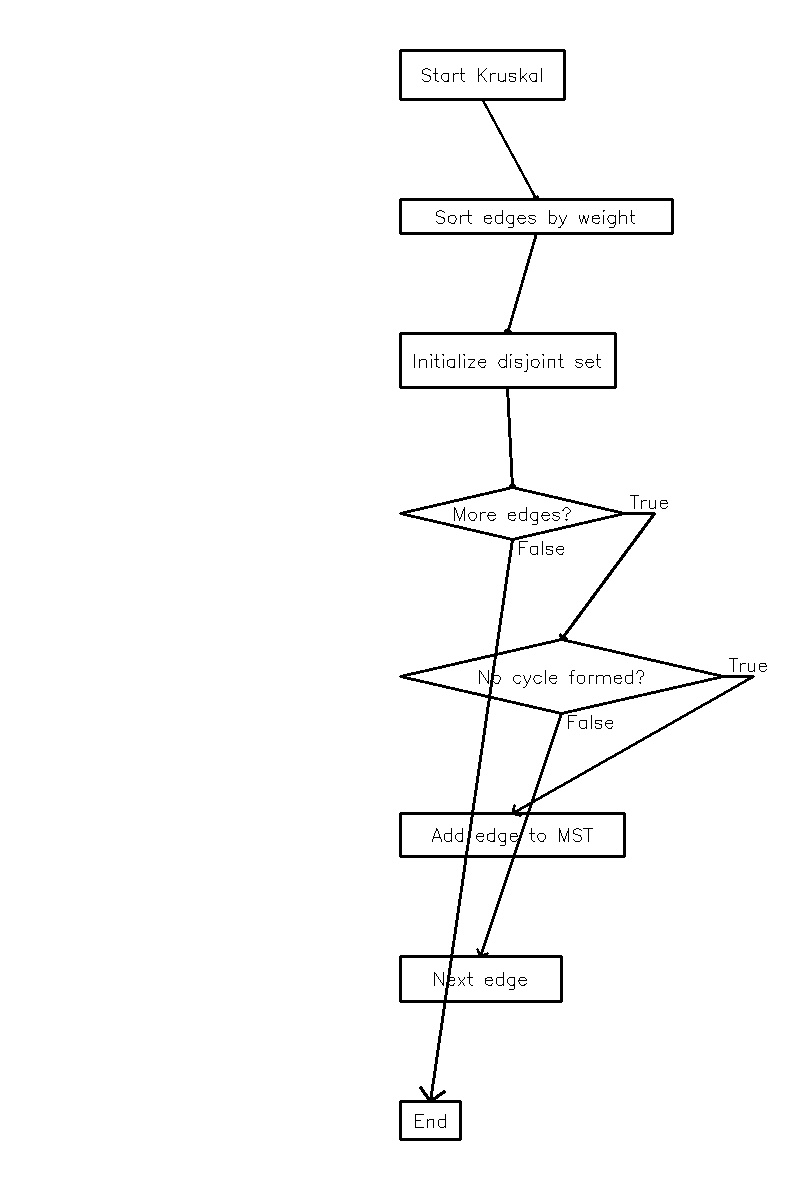 Start Kruskal
Sort edges by weight
Initialize disjoint set
More edges?
True
False
No cycle formed?
True
False
Add edge to MST
Next edge
End